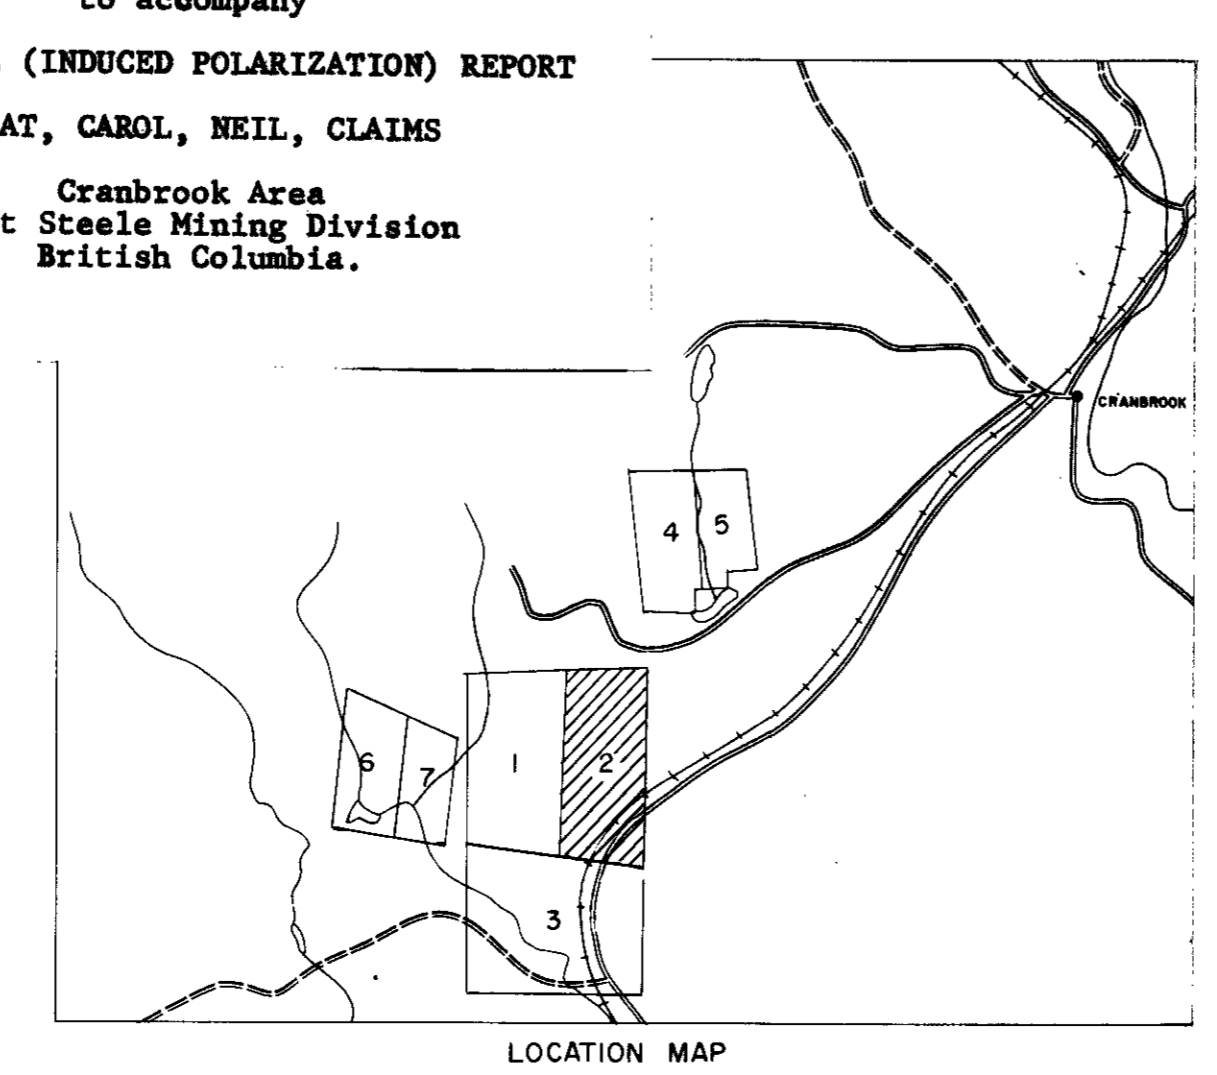 to accompany
(INDUCED POLARIZATION) REPORT
AT, CAROL, NEIL, CLAIMS
Cranbrook Area
t Steele Mining Division
British Columbia.
CRANBROOK
4
5
6
7
1
2
3
LOCATION MAP